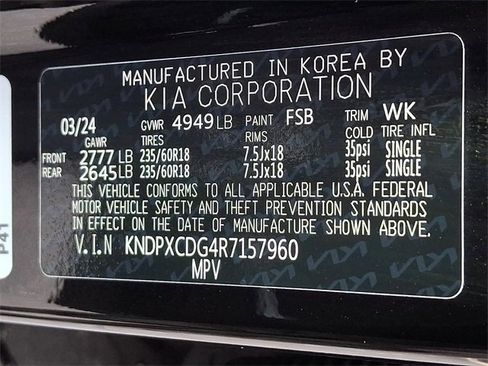 MANUFACTURED IN KOREA BY
KIA CORPORATION
03/24 GVWR 4949 LB PAINT FSB TRIM WK
GAWR TIRES RIMS COLD TIRE INFL
FRONT 2777 LB 235/60R18 7.5Jx18 35psi SINGLE
REAR 2645 LB 235/60R18 7.5Jx18 35psi SINGLE
THIS VEHICLE CONFORMS TO ALL APPLICABLE U.S.A. FEDERAL
MOTOR VEHICLE SAFETY AND THEFT PREVENTION STANDARDS
IN EFFECT ON THE DATE OF MANUFACTURE SHOWN ABOVE.
V.I.N KNDPXCDG4R7157960
MPV
P41